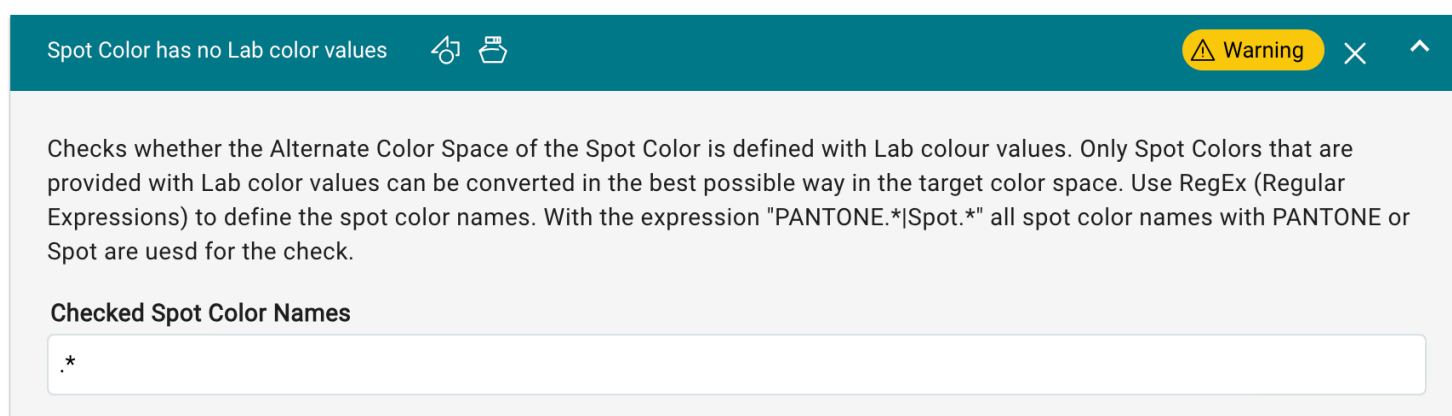 Spot Color has no Lab color values
Warning
Checks whether the Alternate Color Space of the Spot Color is defined with Lab colour values. Only Spot Colors that are
provided with Lab color values can be converted in the best possible way in the target color space. Use RegEx (Regular
Expressions) to define the spot color names. With the expression "PANTONE.*|Spot.*" all spot color names with PANTONE or
Spot are uesd for the check.
Checked Spot Color Names
.*